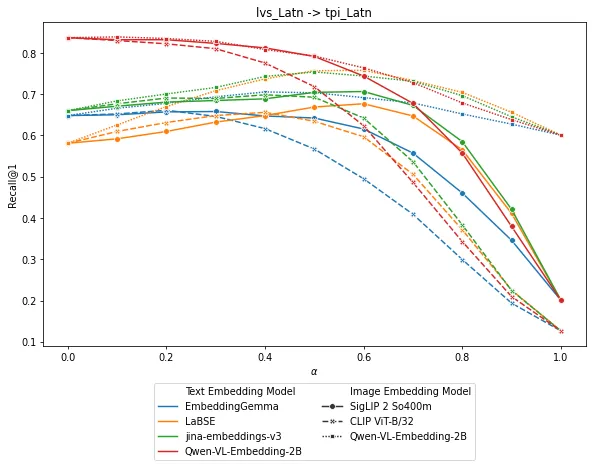 lvs_Latn -> tpi_Latn
Recall@1
0.8
0.7
0.6
0.5
0.4
0.3
0.2
0.1
0.0 0.2 0.4 0.6 0.8 1.0
α
Text Embedding Model
EmbeddingGemma
LaBSE
jina-embeddings-v3
Qwen-VL-Embedding-2B
Image Embedding Model
SigLIP 2 So400m
CLIP ViT-B/32
Qwen-VL-Embedding-2B